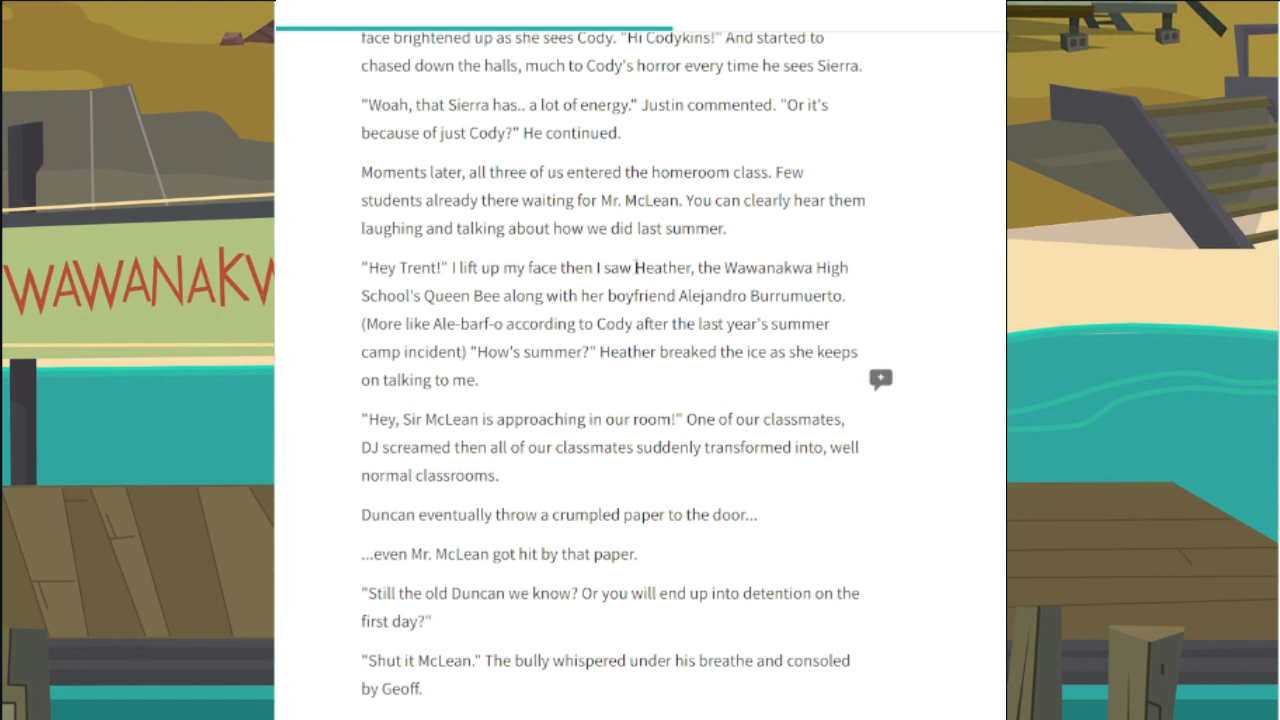 face brightened up as she sees Cody. "Hi Codykins!" And started to
chased down the halls, much to Cody's horror every time he sees Sierra.
"Woah, that Sierra has.. a lot of energy." Justin commented. "Or it's
because of just Cody?" He continued.
Moments later, all three of us entered the homeroom class. Few
students already there waiting for Mr. McLean. You can clearly hear them
laughing and talking about how we did last summer.
"Hey Trent!" I lift up my face then I saw Heather, the Wawanakwa High
School's Queen Bee along with her boyfriend Alejandro Burrumuerto.
(More like Ale-barf-o according to Cody after the last year's summer
camp incident) "How's summer?" Heather breaked the ice as she keeps
on talking to me.
"Hey, Sir McLean is approaching in our room!" One of our classmates,
DJ screamed then all of our classmates suddenly transformed into, well
normal classrooms.
Duncan eventually throw a crumpled paper to the door...
...even Mr. McLean got hit by that paper.
"Still the old Duncan we know? Or you will end up into detention on the
first day?"
"Shut it McLean." The bully whispered under his breathe and consoled
by Geoff.
WAWANAKW